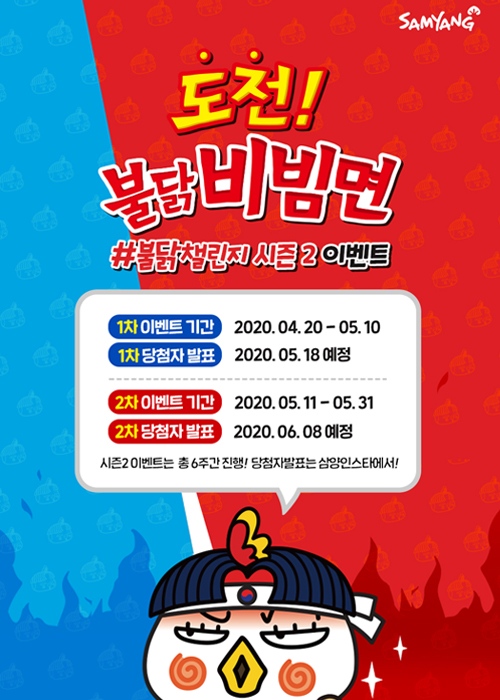 SAMYANG
도전!
불닭비빔면
#불닭챌린지 시즌 2 이벤트
1차 이벤트 기간 2020. 04. 20 – 05. 10
1차 당첨자 발표 2020. 05. 18 예정
2차 이벤트 기간 2020. 05. 11 – 05. 31
2차 당첨자 발표 2020. 06. 08 예정
시즌2 이벤트는 총 6주간 진행! 당첨자발표는 삼양인스타에서!